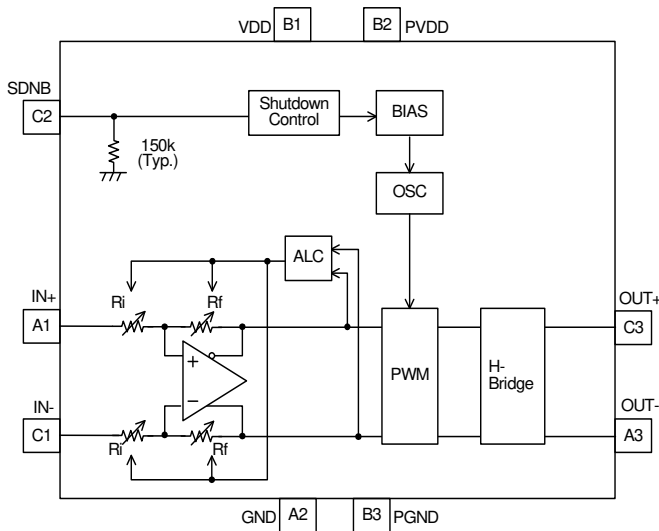 VDD B1 B2 PVDD
SDNB
C2
Shutdown
Control
BIAS
150k
(Typ.)
OSC
ALC
IN+
A1
Ri
Rf
OUT+
C3
+
PWM
H-
Bridge
−
IN-
C1
Ri
Rf
OUT-
A3
GND A2 B3 PGND